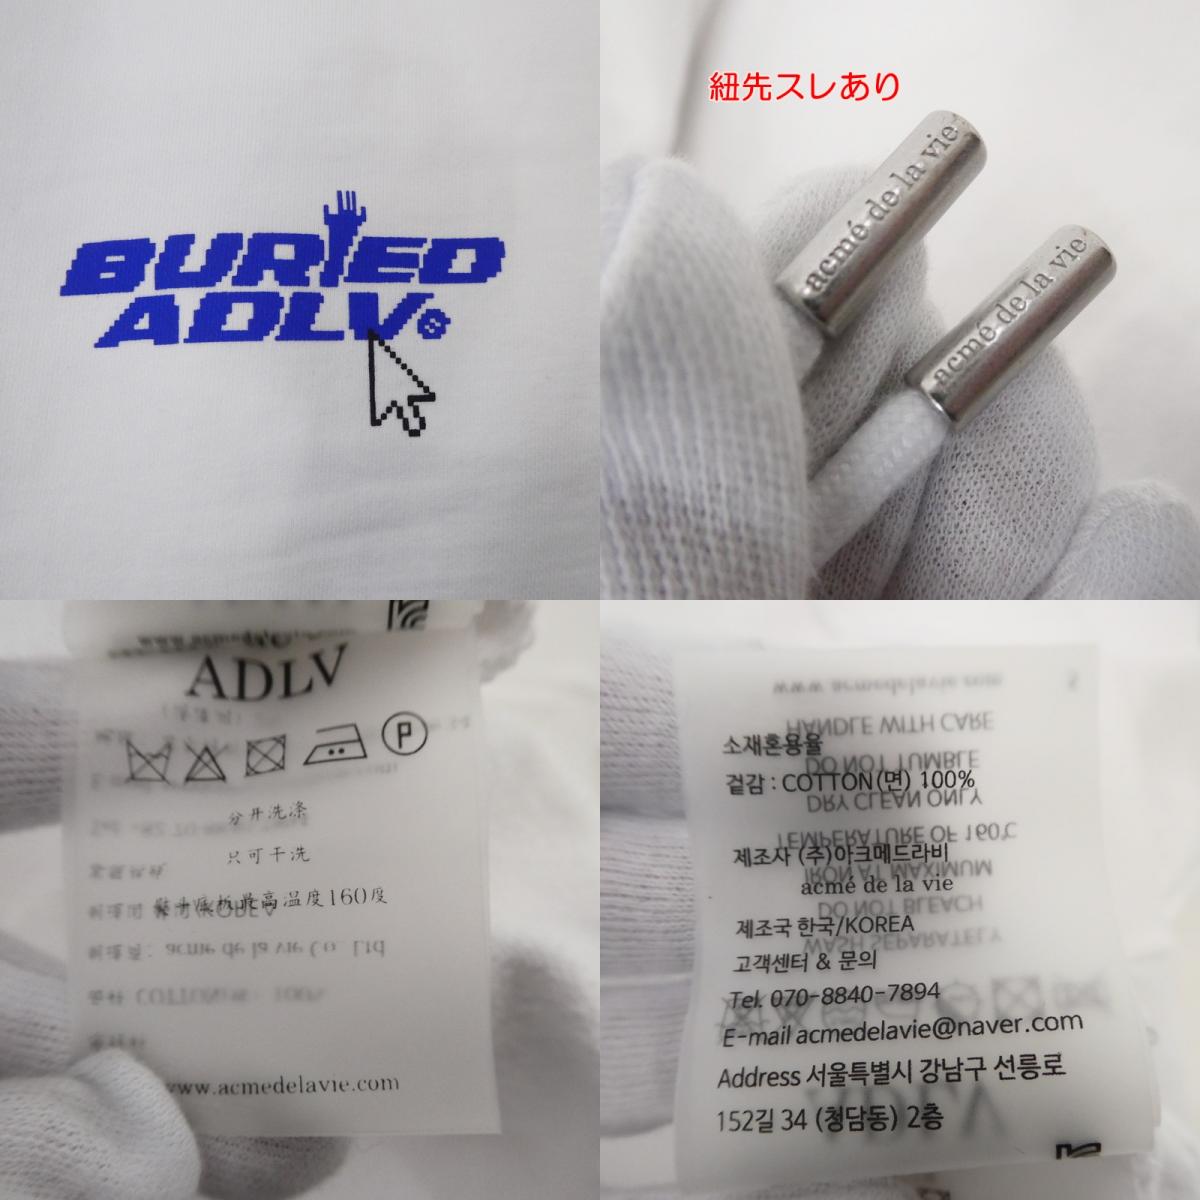 BURIED
ADLV®
紐先スレあり
acmé de la vie
acmé de la vie
ADLV
P
分开洗涤
只可干洗
熨斗底板最高温度160度
www.acmedelavie.com
소재혼용율
겉감 : COTTON(면) 100%
제조사 (주)아크메드라비
acmé de la vie
제조국 한국/KOREA
고객센터 & 문의
Tel. 070-8840-7894
E-mail acmedelavie@naver.com
Address 서울특별시 강남구 선릉로
152길 34 (청담동) 2층